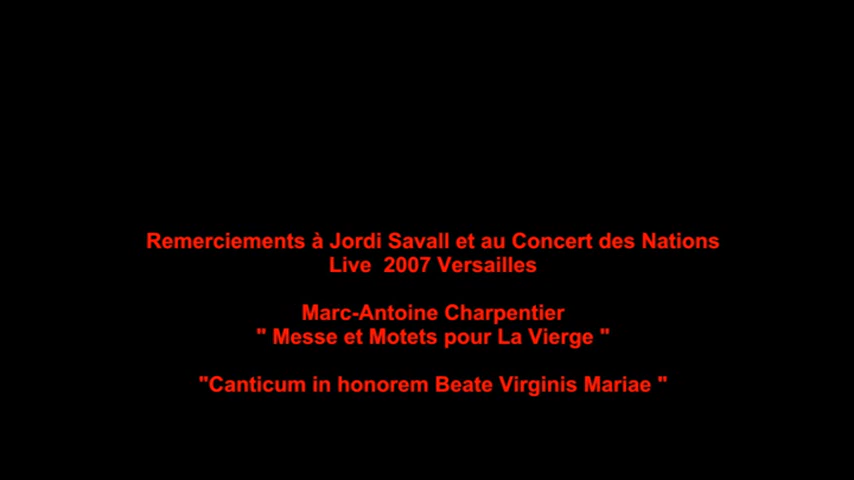 Remerciements à Jordi Savall et au Concert des Nations
Live  2007 Versailles
Marc-Antoine Charpentier
" Messe et Motets pour La Vierge "
"Canticum in honorem Beate Virginis Mariae "